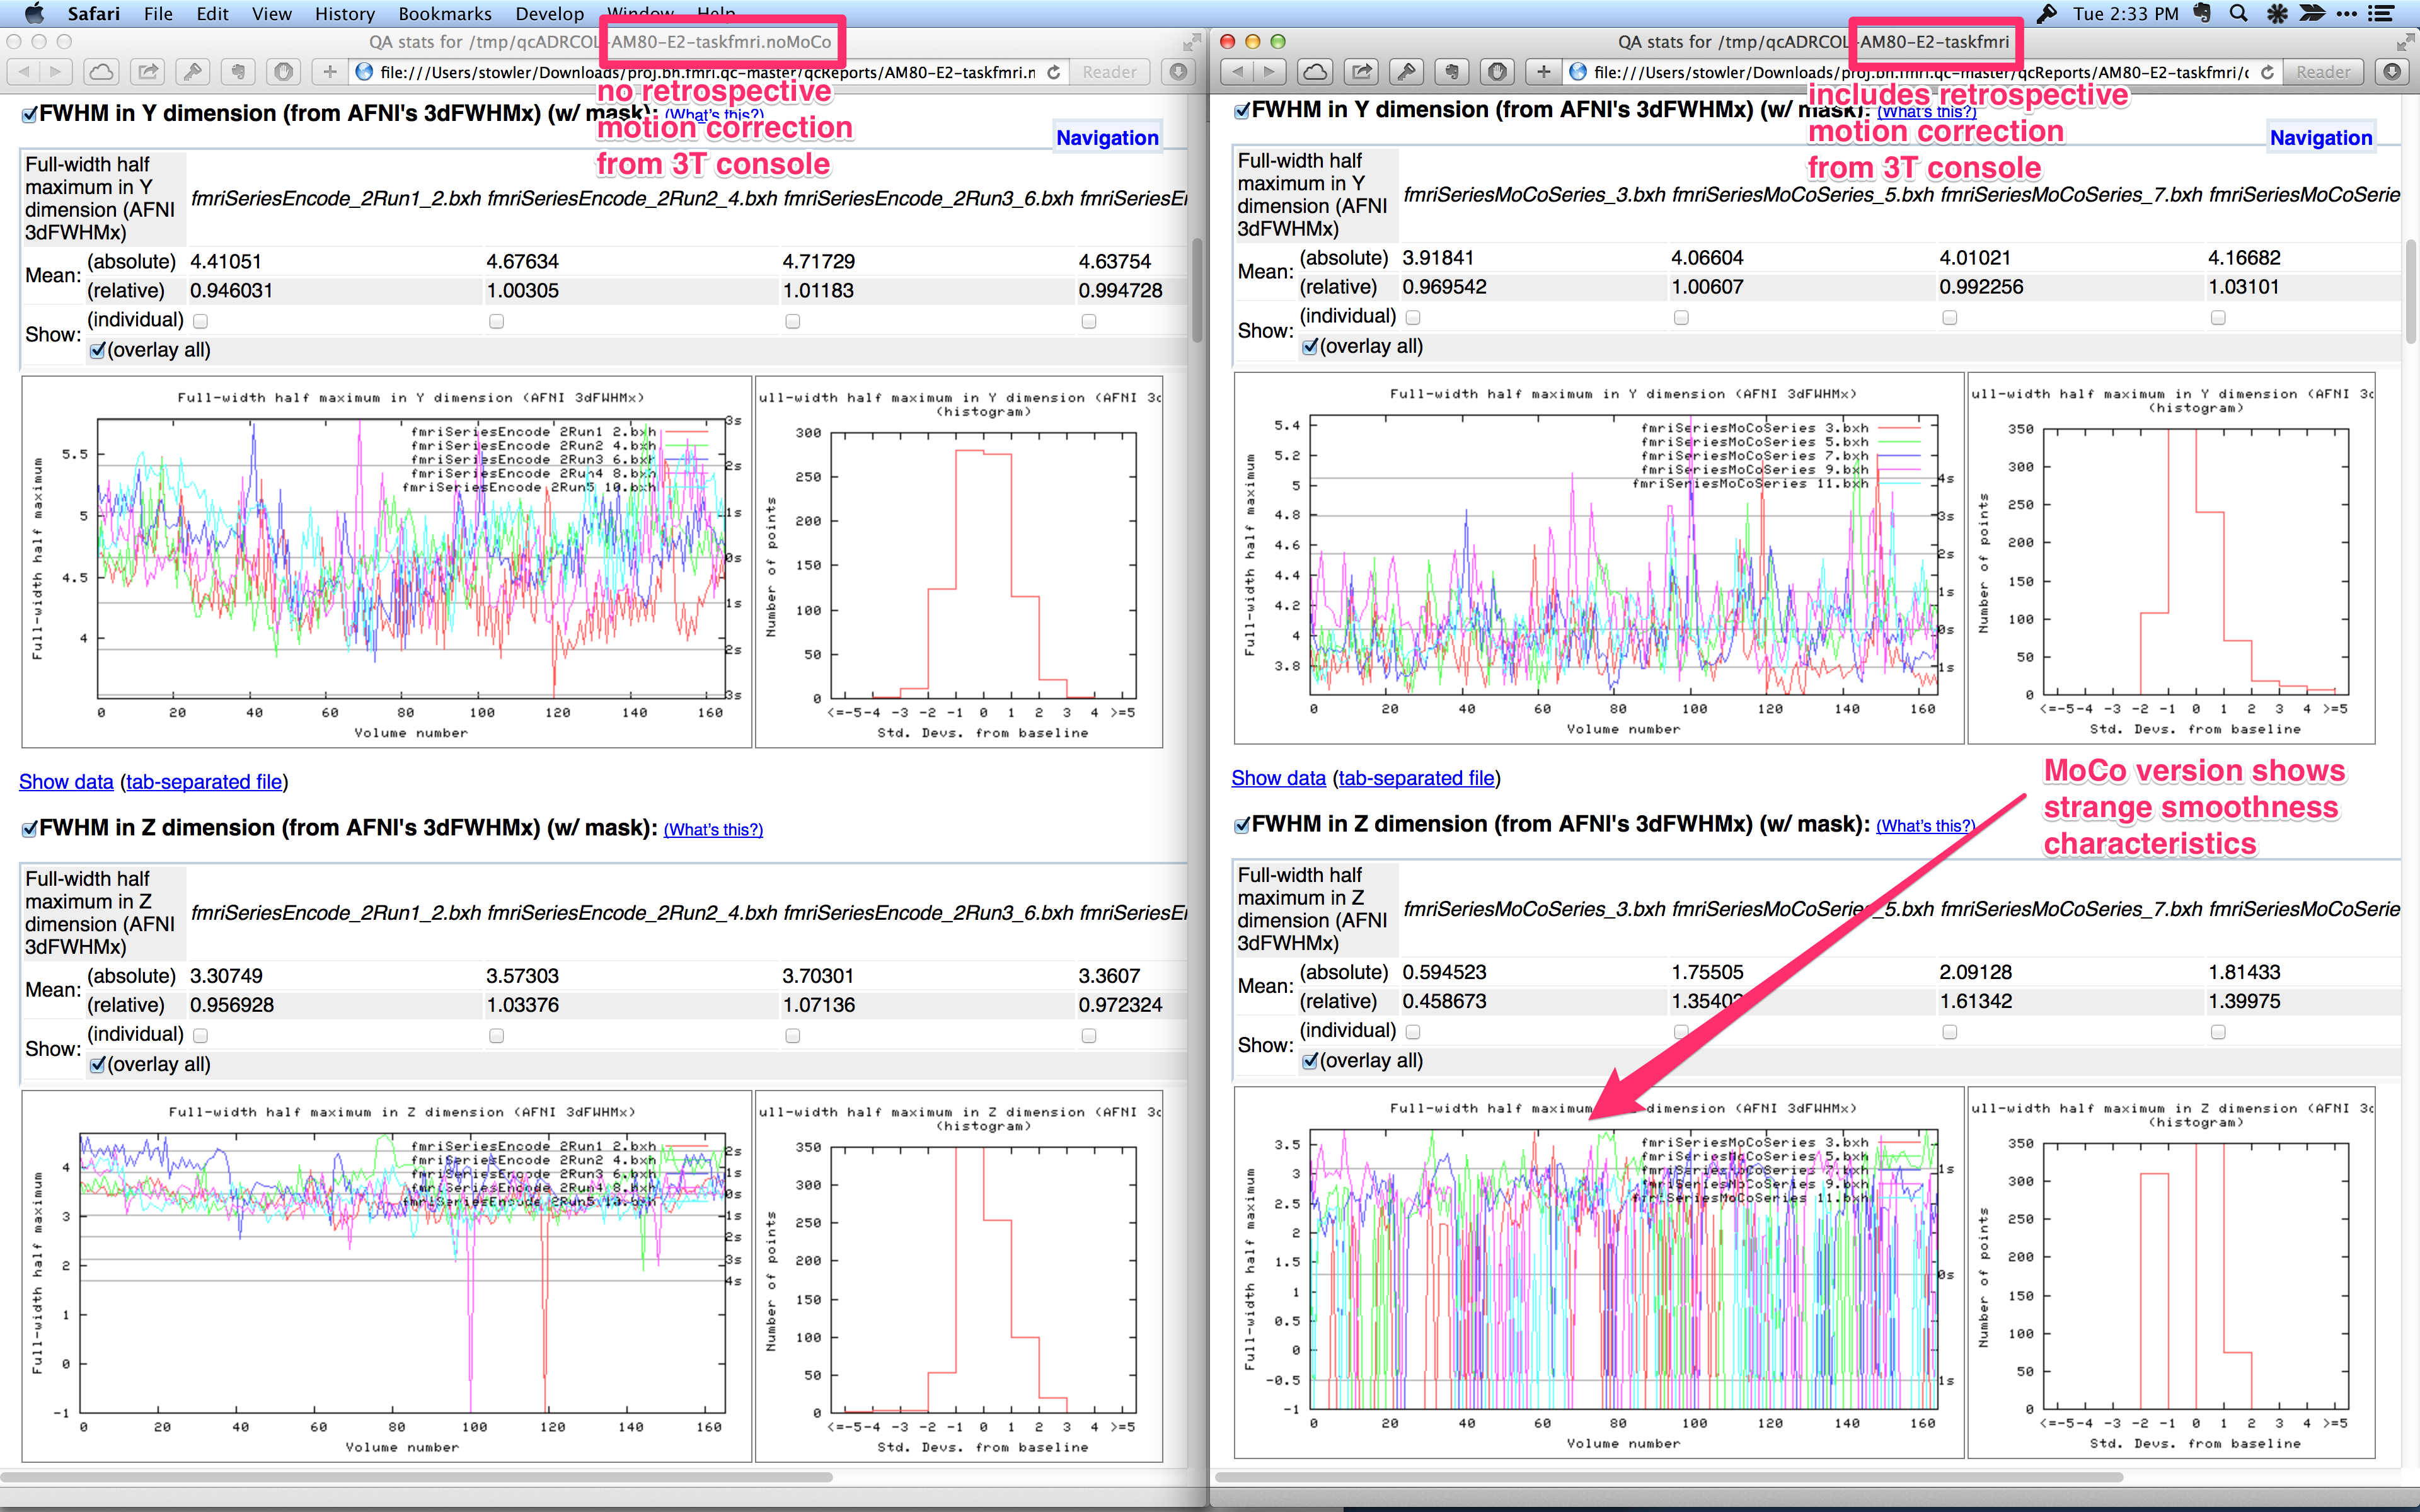 Safari File Edit View History Bookmarks Develop Window Help
Tue 2:33 PM
QA stats for /tmp/qcADRCOL-AM80-E2-taskfmri.noMoCo
file:///Users/stowler/Downloads/proj.bh.fmri.qc-master/qcReports/AM80-E2-taskfmri.n
Reader
no retrospective
motion correction
from 3T console
FWHM in Y dimension (from AFNI's 3dFWHMx) (w/ mask): (What's this?)
Navigation
Full-width half
maximum in Y
dimension (AFNI
3dFWHMx)
fmriSeriesEncode_2Run1_2.bxh fmriSeriesEncode_2Run2_4.bxh fmriSeriesEncode_2Run3_6.bxh fmriSeriesE
Mean: (absolute) 4.41051 4.67634 4.71729 4.63754
(relative) 0.946031 1.00305 1.01183 0.994728
Show: (individual)
(overlay all)
Full-width half maximum in Y dimension (AFNI 3dFWHMx)
fmriSeriesEncode 2Run1 2.bxh
fmriSeriesEncode 2Run2 4.bxh
fmriSeriesEncode 2Run3 6.bxh
fmriSeriesEncode 2Run4 8.bxh
fmriSeriesEncode 2Run5 10.bxh
Full-width half maximum
5.5
5
4.5
4
3s
2s
1s
0s
1s
2s
3s
0 20 40 60 80 100 120 140 160
Volume number
ull-width half maximum in Y dimension (AFNI 3d
(histogram)
Number of points
300
250
200
150
100
50
0
<=-5-4 -3 -2 -1 0 1 2 3 4 >=5
Std. Devs. from baseline
Show data (tab-separated file)
FWHM in Z dimension (from AFNI's 3dFWHMx) (w/ mask): (What's this?)
Full-width half
maximum in Z
dimension (AFNI
3dFWHMx)
fmriSeriesEncode_2Run1_2.bxh fmriSeriesEncode_2Run2_4.bxh fmriSeriesEncode_2Run3_6.bxh fmriSeriesE
Mean: (absolute) 3.30749 3.57303 3.70301 3.3607
(relative) 0.956928 1.03376 1.07136 0.972324
Show: (individual)
(overlay all)
Full-width half maximum in Z dimension (AFNI 3dFWHMx)
fmriSeriesEncode 2Run1 2.bxh
fmriSeriesEncode 2Run2 4.bxh
fmriSeriesEncode 2Run3 6.bxh
fmriSeriesEncode 2Run4 8.bxh
fmriSeriesEncode 2Run5 10.bxh
Full-width half maximum
4
3
2
1
0
-1
2s
1s
0s
1s
2s
3s
4s
0 20 40 60 80 100 120 140 160
Volume number
ull-width half maximum in Z dimension (AFNI 3d
(histogram)
Number of points
350
300
250
200
150
100
50
0
<=-5-4 -3 -2 -1 0 1 2 3 4 >=5
Std. Devs. from baseline
QA stats for /tmp/qcADRCOL-AM80-E2-taskfmri
file:///Users/stowler/Downloads/proj.bh.fmri.qc-master/qcReports/AM80-E2-taskfmri/c
Reader
includes retrospective
motion correction
from 3T console
FWHM in Y dimension (from AFNI's 3dFWHMx) (w/ mask): (What's this?)
Navigation
Full-width half
maximum in Y
dimension (AFNI
3dFWHMx)
fmriSeriesMoCoSeries_3.bxh fmriSeriesMoCoSeries_5.bxh fmriSeriesMoCoSeries_7.bxh fmriSeriesMoCoSerie
Mean: (absolute) 3.91841 4.06604 4.01021 4.16682
(relative) 0.969542 1.00607 0.992256 1.03101
Show: (individual)
(overlay all)
Full-width half maximum in Y dimension (AFNI 3dFWHMx)
fmriSeriesMoCoSeries 3.bxh
fmriSeriesMoCoSeries 5.bxh
fmriSeriesMoCoSeries 7.bxh
fmriSeriesMoCoSeries 9.bxh
fmriSeriesMoCoSeries 11.bxh
Full-width half maximum
5.4
5.2
5
4.8
4.6
4.4
4.2
4
3.8
4s
3s
2s
1s
0s
1s
0 20 40 60 80 100 120 140 160
Volume number
ull-width half maximum in Y dimension (AFNI 3d
(histogram)
Number of points
350
300
250
200
150
100
50
0
<=-5-4 -3 -2 -1 0 1 2 3 4 >=5
Std. Devs. from baseline
Show data (tab-separated file)
MoCo version shows
strange smoothness
characteristics
FWHM in Z dimension (from AFNI's 3dFWHMx) (w/ mask): (What's this?)
Full-width half
maximum in Z
dimension (AFNI
3dFWHMx)
fmriSeriesMoCoSeries_3.bxh fmriSeriesMoCoSeries_5.bxh fmriSeriesMoCoSeries_7.bxh fmriSeriesMoCoSerie
Mean: (absolute) 0.594523 1.75505 2.09128 1.81433
(relative) 0.458673 1.3540 1.61342 1.39975
Show: (individual)
(overlay all)
Full-width half maximum dimension (AFNI 3dFWHMx)
fmriSeriesMoCoSeries 3.bxh
fmriSeriesMoCoSeries 5.bxh
fmriSeriesMoCoSeries 7.bxh
fmriSeriesMoCoSeries 9.bxh
fmriSeriesMoCoSeries 11.bxh
Full-width half maximum
3.5
3
2.5
2
1.5
1
0.5
0
-0.5
-1
1s
0s
1s
0 20 40 60 80 100 120 140 160
Volume number
ull-width half maximum in Z dimension (AFNI 3d
(histogram)
Number of points
350
300
250
200
150
100
50
0
<=-5-4 -3 -2 -1 0 1 2 3 4 >=5
Std. Devs. from baseline